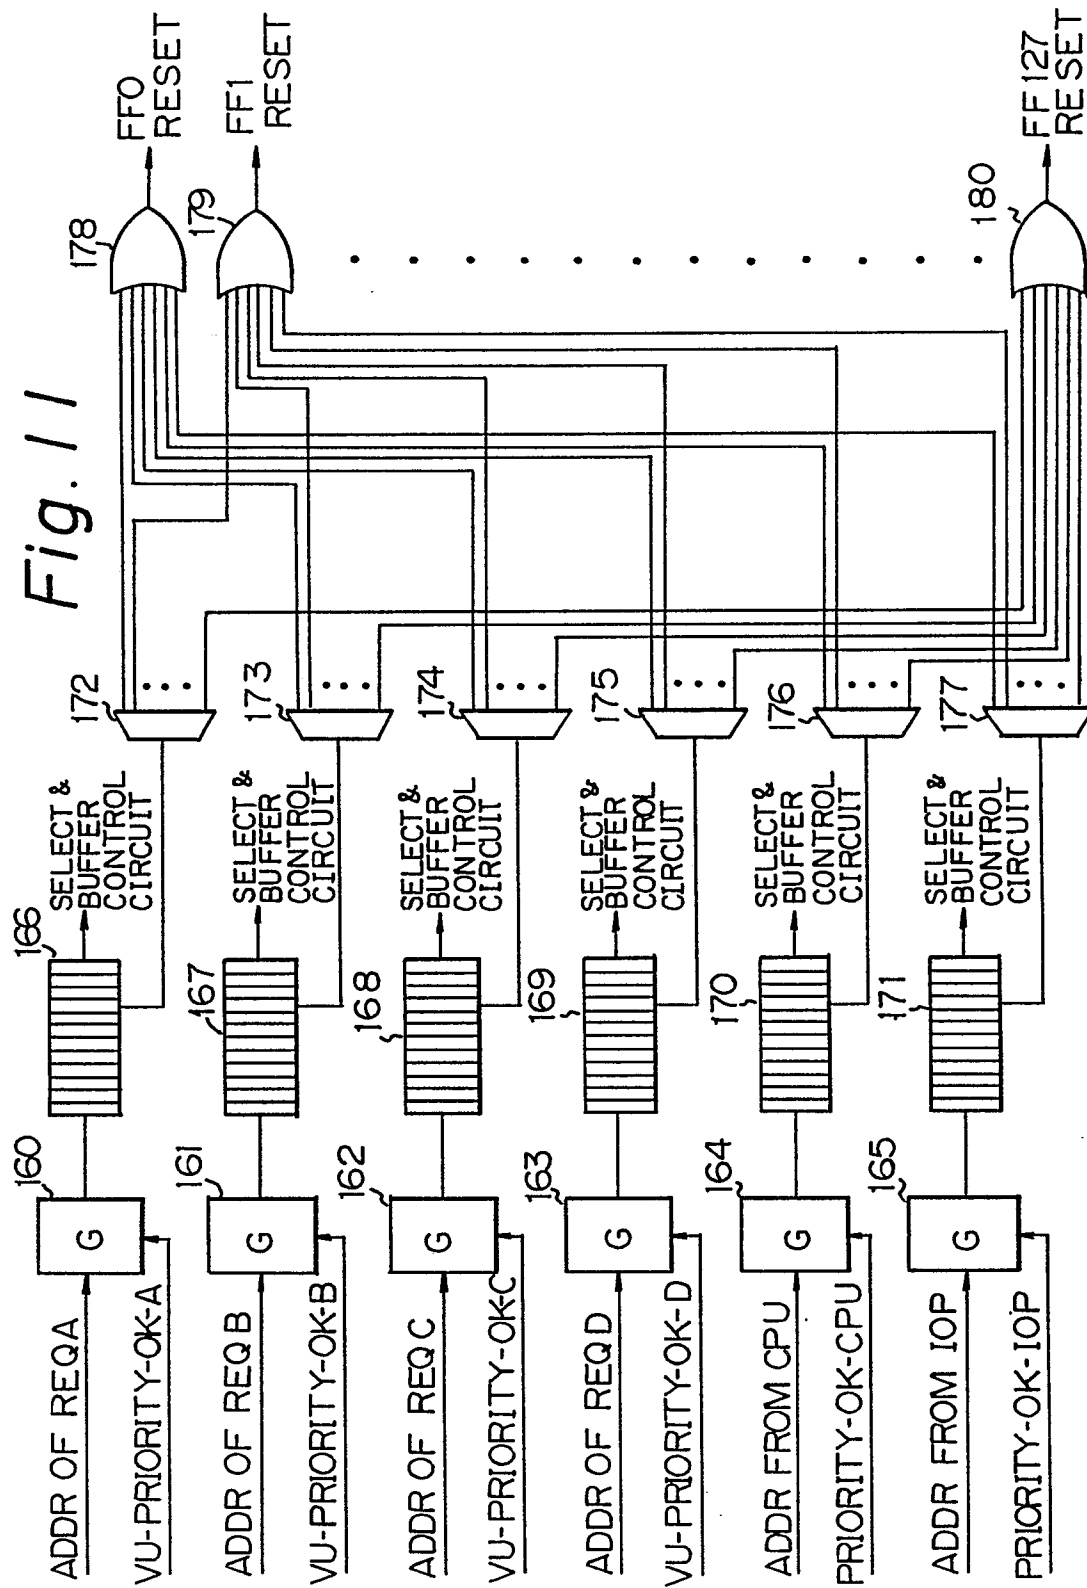 Fig. 11
ADDR OF REQA
VU-PRIORITY-OK-A
160
G
166
SELECT &
BUFFER
CONTROL
CIRCUIT
172
178
FF0
RESET
ADDR OF REQ B
VU-PRIORITY-OK-B
161
G
167
SELECT &
BUFFER
CONTROL
CIRCUIT
173
179
FF1
RESET
ADDR OF REQ C
VU-PRIORITY-OK-C
162
G
168
SELECT &
BUFFER
CONTROL
CIRCUIT
174
ADDR OF REQD
VU-PRIORITY-OK-D
163
G
169
SELECT &
BUFFER
CONTROL
CIRCUIT
175
ADDR FROM CPU
PRIORITY-OK-CPU
164
G
170
SELECT &
BUFFER
CONTROL
CIRCUIT
176
ADDR FROM IOP
PRIORITY-OK-IOP
165
G
171
SELECT &
BUFFER
CONTROL
CIRCUIT
177
180
FF127
RESET